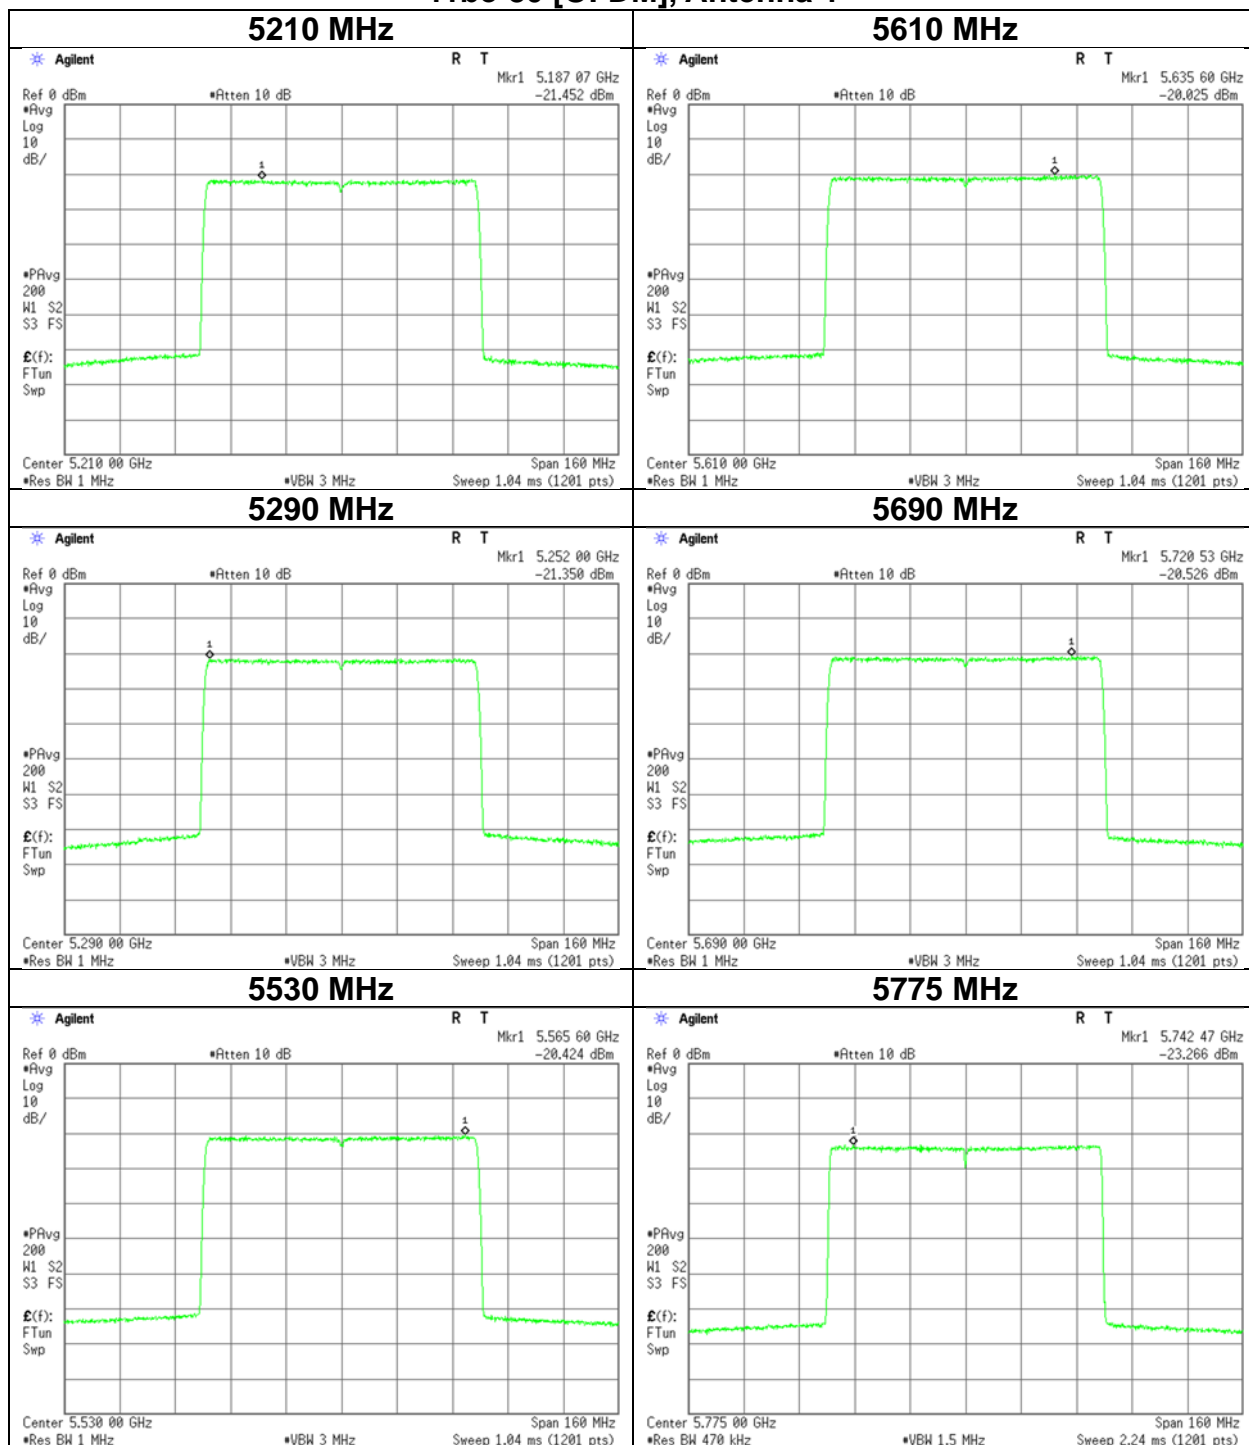 5210 MHz
Agilent R T
Mkr1 5.187 07 GHz
Ref 0 dBm *Atten 10 dB -21.452 dBm
*Avg
Log
10
dB/
1
*PAvg
200
W1 S2
S3 FS
£(f):
FTun
Swp
Center 5.210 00 GHz Span 160 MHz
*Res BW 1 MHz *VBW 3 MHz Sweep 1.04 ms (1201 pts)
5610 MHz
Agilent R T
Mkr1 5.635 60 GHz
Ref 0 dBm *Atten 10 dB -20.025 dBm
*Avg
Log
10
dB/
1
*PAvg
200
W1 S2
S3 FS
£(f):
FTun
Swp
Center 5.610 00 GHz Span 160 MHz
*Res BW 1 MHz *VBW 3 MHz Sweep 1.04 ms (1201 pts)
5290 MHz
Agilent R T
Mkr1 5.252 00 GHz
Ref 0 dBm *Atten 10 dB -21.350 dBm
*Avg
Log
10
dB/
1
*PAvg
200
W1 S2
S3 FS
£(f):
FTun
Swp
Center 5.290 00 GHz Span 160 MHz
*Res BW 1 MHz *VBW 3 MHz Sweep 1.04 ms (1201 pts)
5690 MHz
Agilent R T
Mkr1 5.720 53 GHz
Ref 0 dBm *Atten 10 dB -20.526 dBm
*Avg
Log
10
dB/
1
*PAvg
200
W1 S2
S3 FS
£(f):
FTun
Swp
Center 5.690 00 GHz Span 160 MHz
*Res BW 1 MHz *VBW 3 MHz Sweep 1.04 ms (1201 pts)
5530 MHz
Agilent R T
Mkr1 5.565 60 GHz
Ref 0 dBm *Atten 10 dB -20.424 dBm
*Avg
Log
10
dB/
1
*PAvg
200
W1 S2
S3 FS
£(f):
FTun
Swp
Center 5.530 00 GHz Span 160 MHz
*Res BW 1 MHz *VBW 3 MHz Sweep 1.04 ms (1201 pts)
5775 MHz
Agilent R T
Mkr1 5.742 47 GHz
Ref 0 dBm *Atten 10 dB -23.266 dBm
*Avg
Log
10
dB/
1
*PAvg
200
W1 S2
S3 FS
£(f):
FTun
Swp
Center 5.775 00 GHz Span 160 MHz
*Res BW 470 kHz *VBW 1.5 MHz Sweep 2.24 ms (1201 pts)